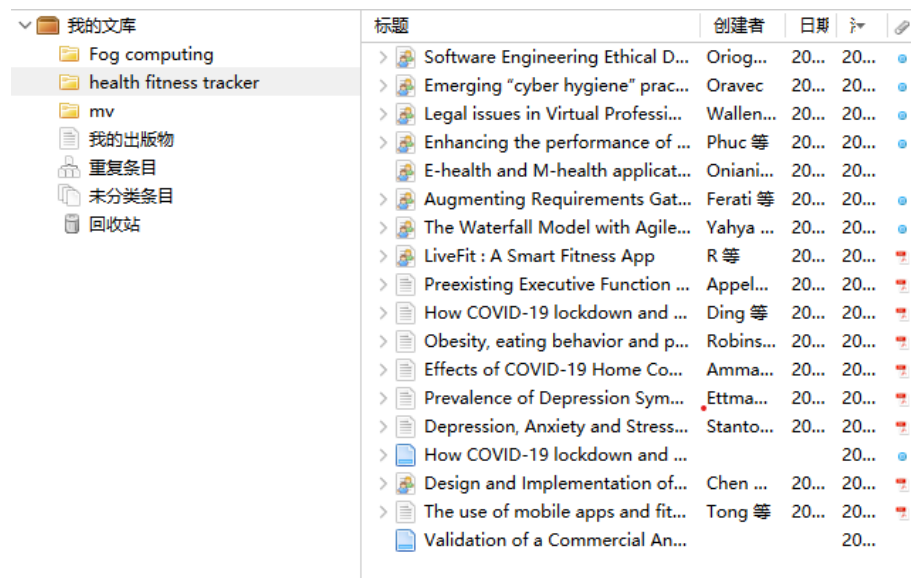 我的文库
Fog computing
health fitness tracker
mv
我的出版物
重复条目
未分类条目
回收站
标题 创建者 日期
Software Engineering Ethical D... Oriog... 20... 20...
Emerging “cyber hygiene” prac... Oravec 20... 20...
Legal issues in Virtual Professi... Wallen... 20... 20...
Enhancing the performance of ... Phuc 等 20... 20...
E-health and M-health applicat... Oniani... 20... 20...
Augmenting Requirements Gat... Ferati 等 20... 20...
The Waterfall Model with Agile... Yahya ... 20... 20...
LiveFit : A Smart Fitness App R 等 20... 20...
Preexisting Executive Function ... Appel... 20... 20...
How COVID-19 lockdown and ... Ding 等 20... 20...
Obesity, eating behavior and p... Robins... 20... 20...
Effects of COVID-19 Home Co... Amma... 20... 20...
Prevalence of Depression Sym... Ettma... 20... 20...
Depression, Anxiety and Stress... Stanto... 20... 20...
How COVID-19 lockdown and ... 20...
Design and Implementation of... Chen ... 20... 20...
The use of mobile apps and fit... Tong 等 20... 20...
Validation of a Commercial An... 20...